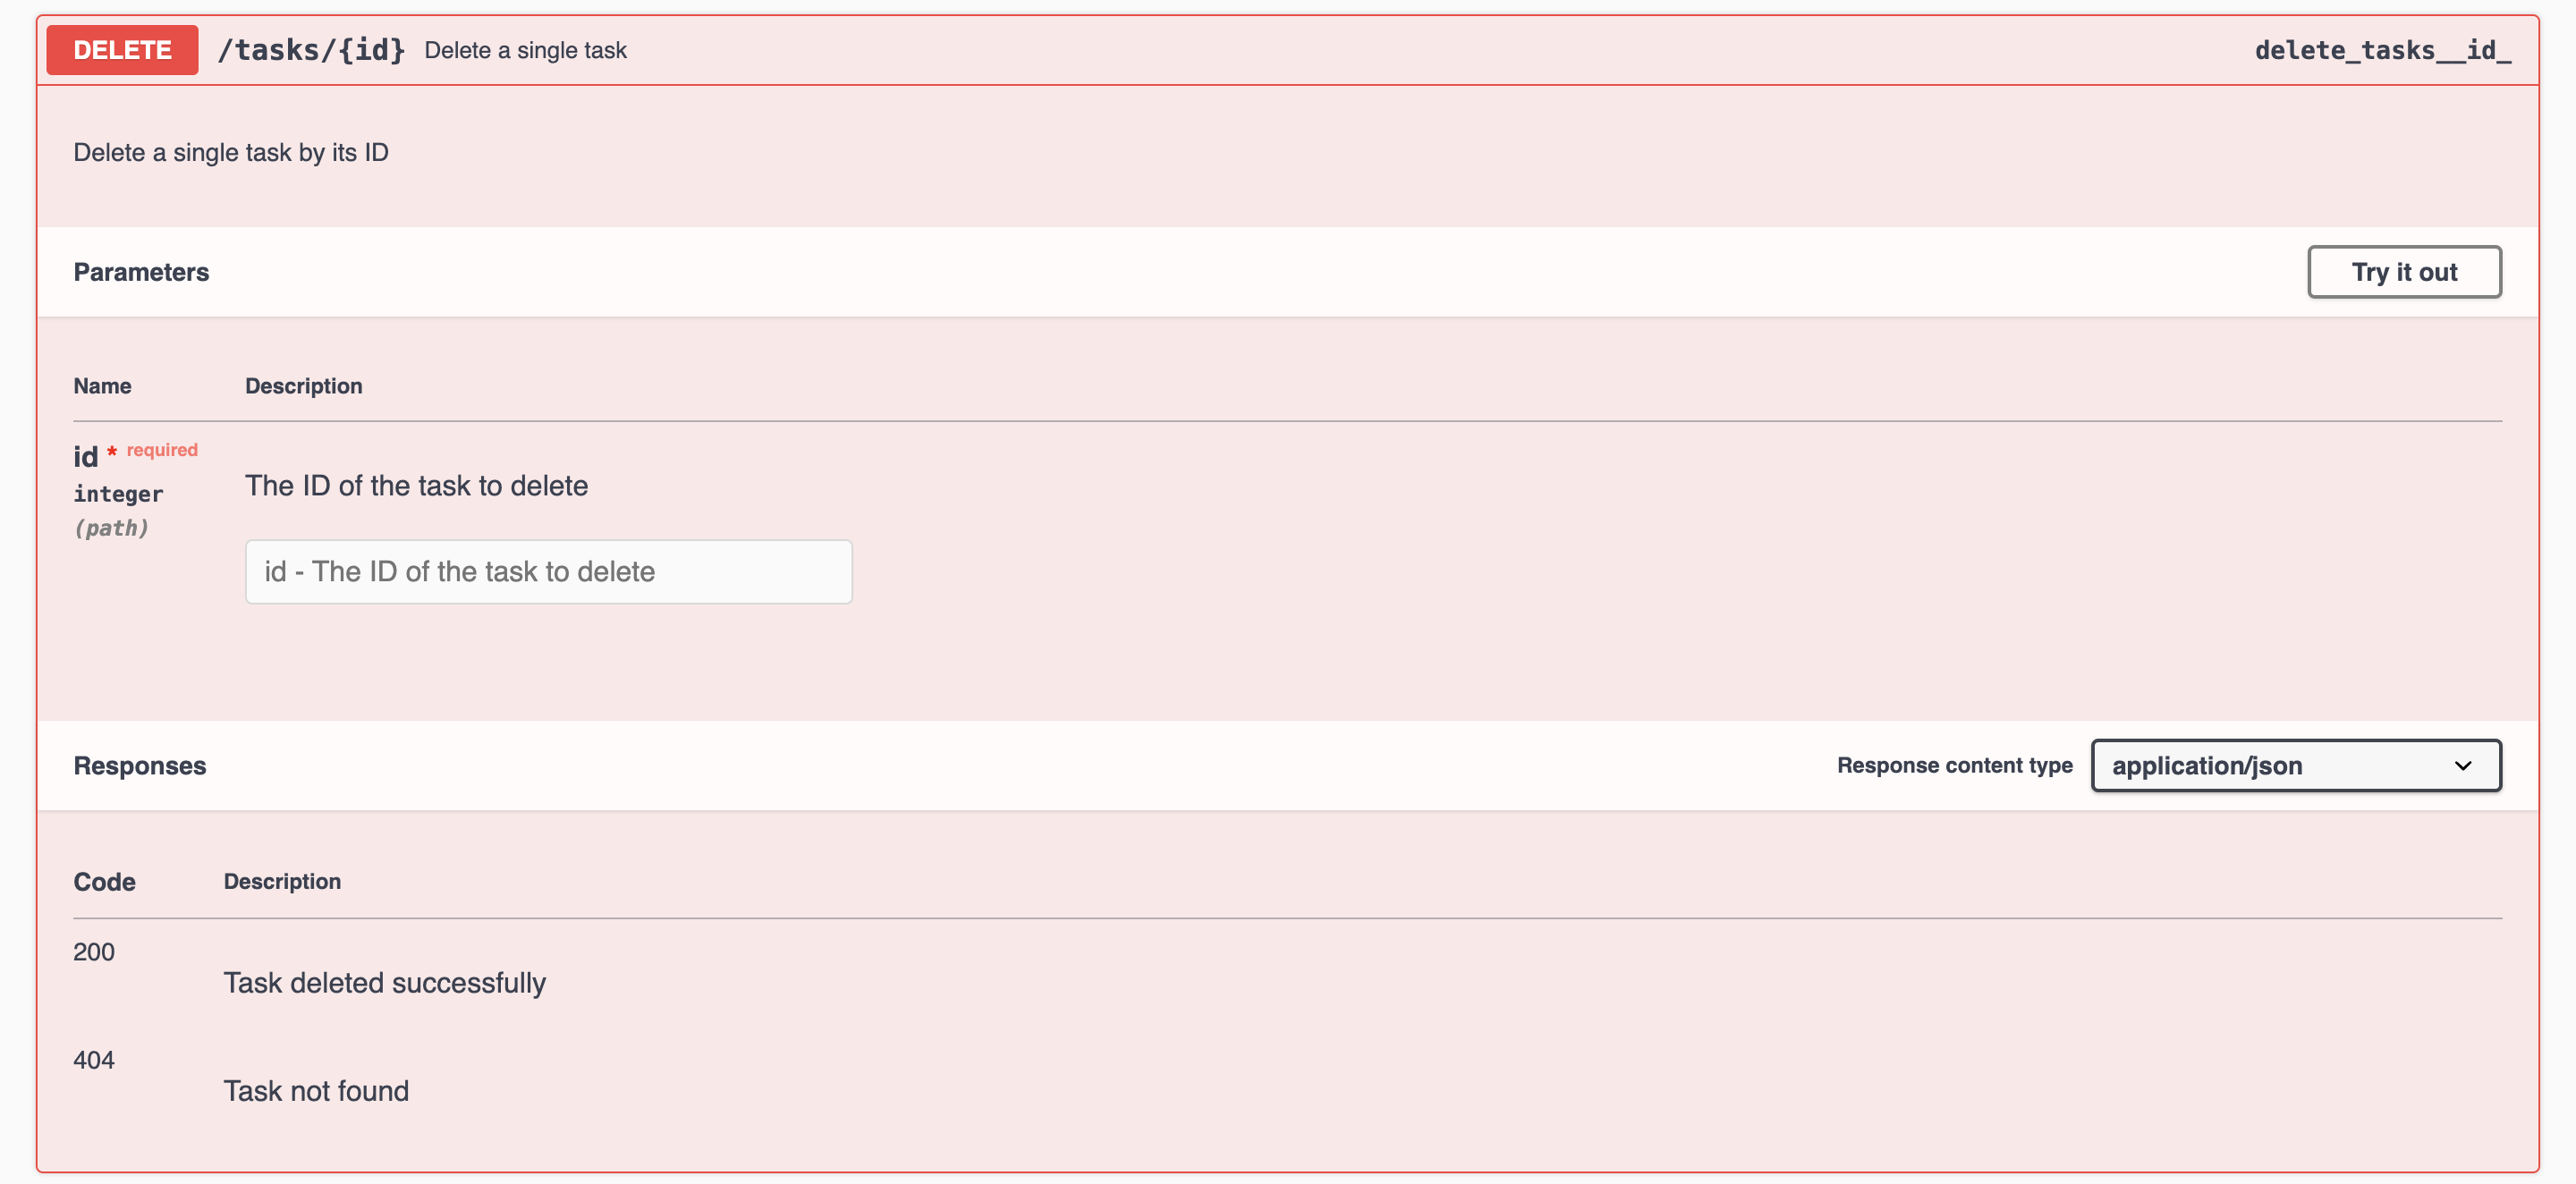 DELETE /tasks/{id} Delete a single task delete_tasks__id_
Delete a single task by its ID
Parameters Try it out
Name Description
id * required
integer
(path)
The ID of the task to delete
id - The ID of the task to delete
Responses Response content type application/json
Code Description
200
Task deleted successfully
404
Task not found